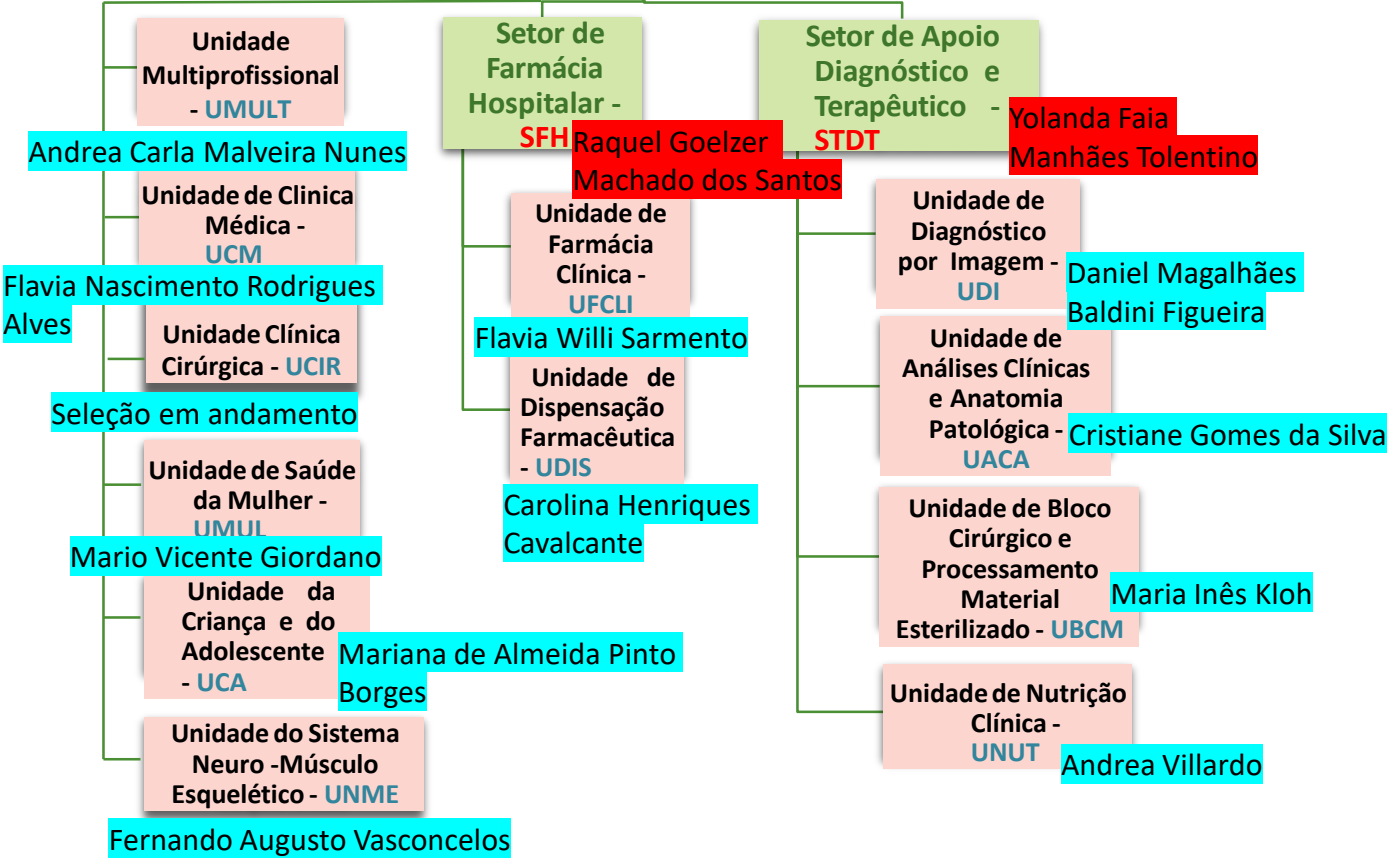 Unidade
Multiprofissional
- UMULT
Andrea Carla Malveira Nunes
Unidade de Clinica
Médica -
UCM
Flavia Nascimento Rodrigues
Alves
Unidade Clínica
Cirúrgica - UCIR
Seleção em andamento
Unidade de Saúde
da Mulher -
UMUL
Mario Vicente Giordano
Unidade da
Criança e do
Adolescente
- UCA
Mariana de Almeida Pinto
Borges
Unidade do Sistema
Neuro -Músculo
Esquelético - UNME
Fernando Augusto Vasconcelos
Setor de
Farmácia
Hospitalar -
SFH
Raquel Goelzer
Machado dos Santos
Unidade de
Farmácia
Clínica -
UFCLI
Flavia Willi Sarmento
Unidade de
Dispensação
Farmacêutica
- UDIS
Carolina Henriques
Cavalcante
Setor de Apoio
Diagnóstico e
Terapêutico -
STDT
Yolanda Faia
Manhães Tolentino
Unidade de
Diagnóstico
por Imagem -
UDI
Daniel Magalhães
Baldini Figueira
Unidade de
Análises Clínicas
e Anatomia
Patológica -
UACA
Cristiane Gomes da Silva
Unidade de Bloco
Cirúrgico e
Processamento
Material
Esterilizado - UBCM
Maria Inês Kloh
Unidade de Nutrição
Clínica -
UNUT
Andrea Villardo